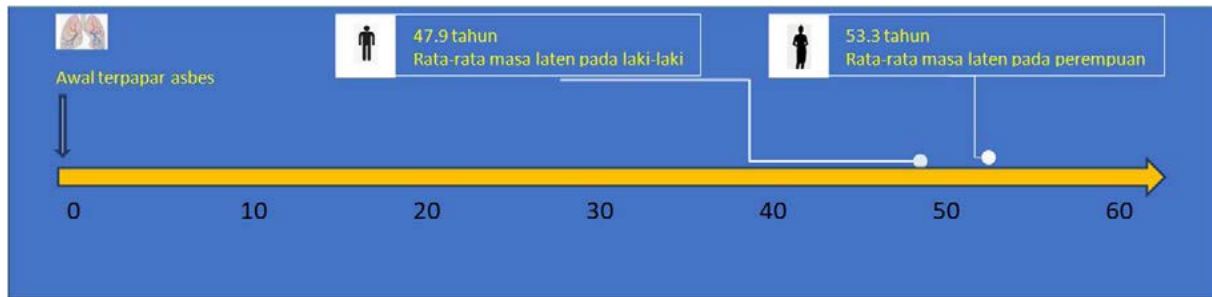 47.9 tahun
Rata-rata masa laten pada laki-laki
53.3 tahun
Rata-rata masa laten pada perempuan
Awal terpapar asbes
0 10 20 30 40 50 60